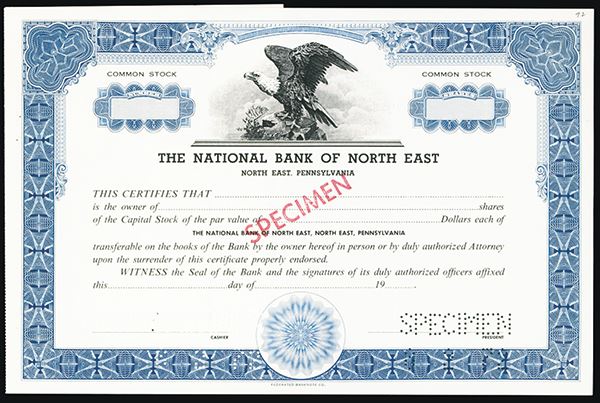 92
COMMON STOCK
COMMON STOCK
THE NATIONAL BANK OF NORTH EAST
NORTH EAST, PENNSYLVANIA
THIS CERTIFIES THAT
is the owner of shares
of the Capital Stock of the par value of Dollars each of
SPECIMEN
THE NATIONAL BANK OF NORTH EAST, NORTH EAST, PENNSYLVANIA
transferable on the books of the Bank by the owner hereof in person or by duly authorized Attorney
upon the surrender of this certificate properly endorsed.
WITNESS the Seal of the Bank and the signatures of its duly authorized officers affixed
this day of 19 .
SPECIMEN
CASHIER
PRESIDENT
FEDERATED BANKNOTE CO.